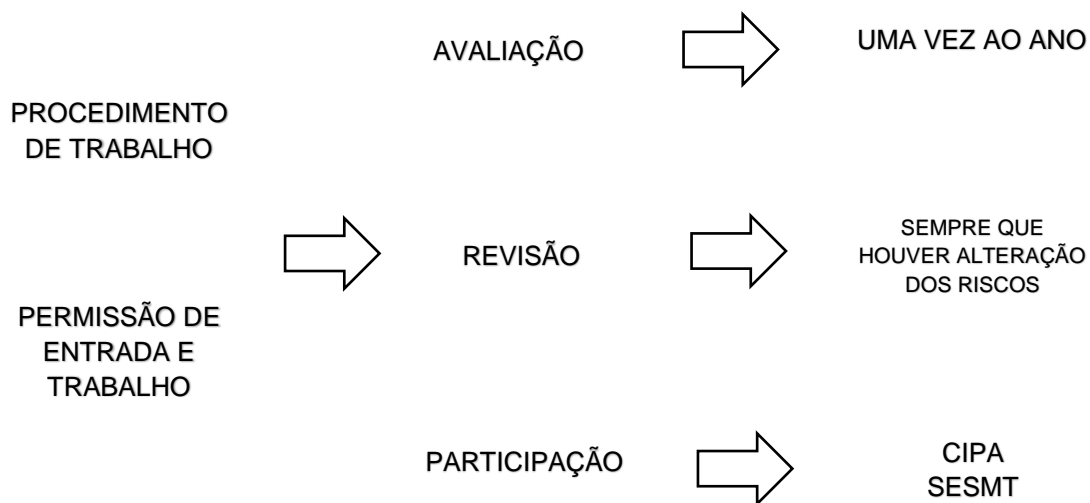 PROCEDIMENTO
DE TRABALHO
PERMISSÃO DE
ENTRADA E
TRABALHO
AVALIAÇÃO
UMA VEZ AO ANO
REVISÃO
SEMPRE QUE
HOUVER ALTERAÇÃO
DOS RISCOS
PARTICIPAÇÃO
CIPA
SESMT